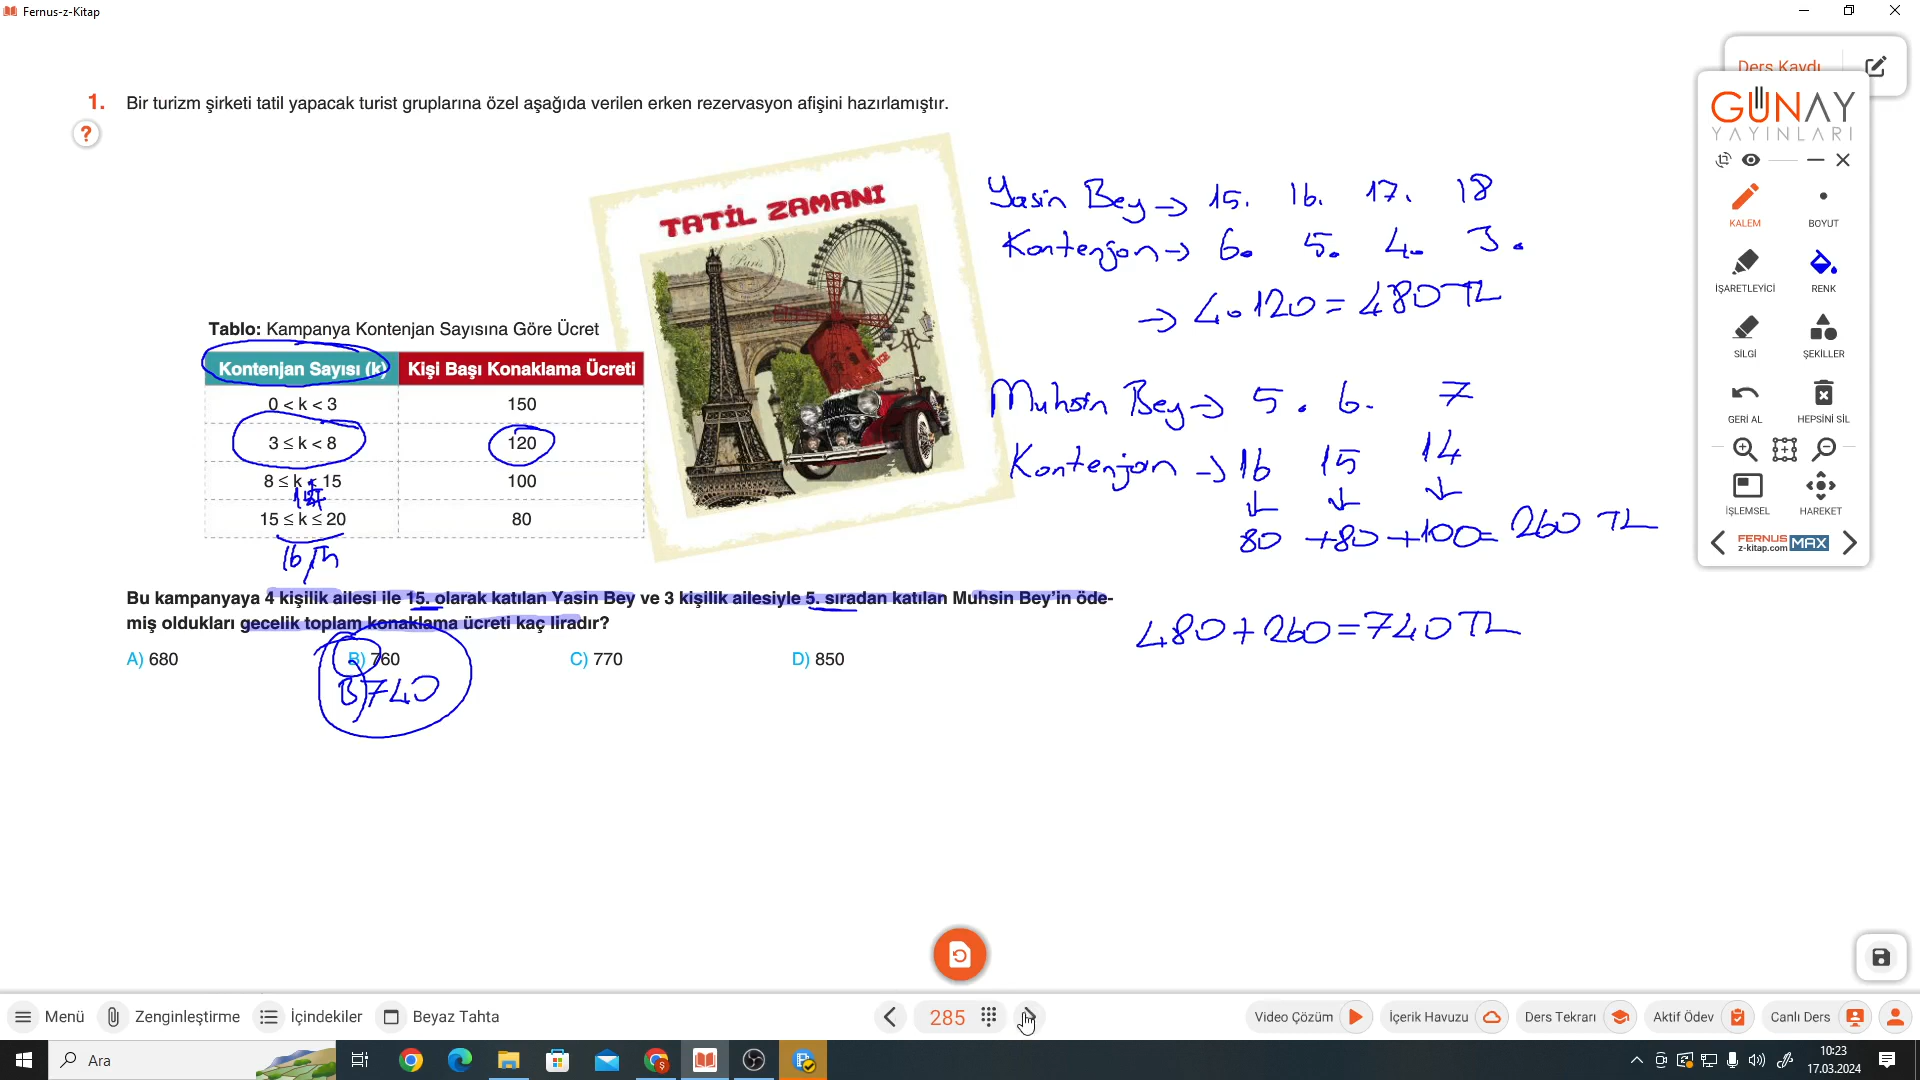 Fernus-z-Kitap
Ders Kaydı
1. Bir turizm şirketi tatil yapacak turist gruplarına özel aşağıda verilen erken rezervasyon afişini hazırlamıştır.
?
TATİL ZAMANI
Tablo: Kampanya Kontenjan Sayısına Göre Ücret
Kontenjan Sayısı (k) Kişi Başı Konaklama Ücreti
0 < k < 3 150
3 ≤ k < 8 120
8 ≤ k < 15 100
15 ≤ k ≤ 20 80
16
Yasin Bey → 15. 16. 17. 18
Kontenjan → 6. 5. 4. 3.
→ 4.120 = 480 TL
Muhsin Bey → 5. 6. 7
Kontenjan → 16 15 14
80 +80 +100= 260 TL
Bu kampanyaya 4 kişilik ailesi ile 15. olarak katılan Yasin Bey ve 3 kişilik ailesiyle 5. sıradan katılan Muhsin Bey'in öde-
miş oldukları gecelik toplam konaklama ücreti kaç liradır?
480+260=740 TL
A) 680 B) 760 C) 770 D) 850
B) 740
GÜNAY
YAYINLARI
KALEM BOYUT
İŞARETLEYİCİ RENK
SİLGİ ŞEKİLLER
GERİ AL HEPSİNİ SİL
İŞLEMSEL HAREKET
FERNUS
z-kitap.com MAX
Menü Zenginleştirme İçindekiler Beyaz Tahta 285 Video Çözüm İçerik Havuzu Ders Tekrarı Aktif Ödev Canlı Ders
Ara
10:23
17.03.2024